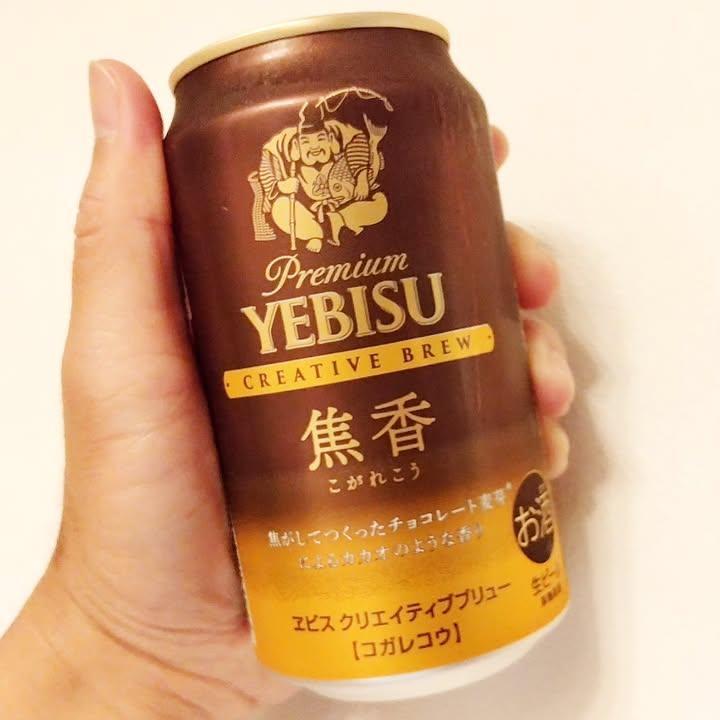 Premium
YEBISU
CREATIVE BREW
焦香
こがれこう
焦がしてつくったチョコレート麦芽*
によるカカオのような香り
お酒
生ビール
ヱビス クリエイティブブリュー
【コガレコウ】